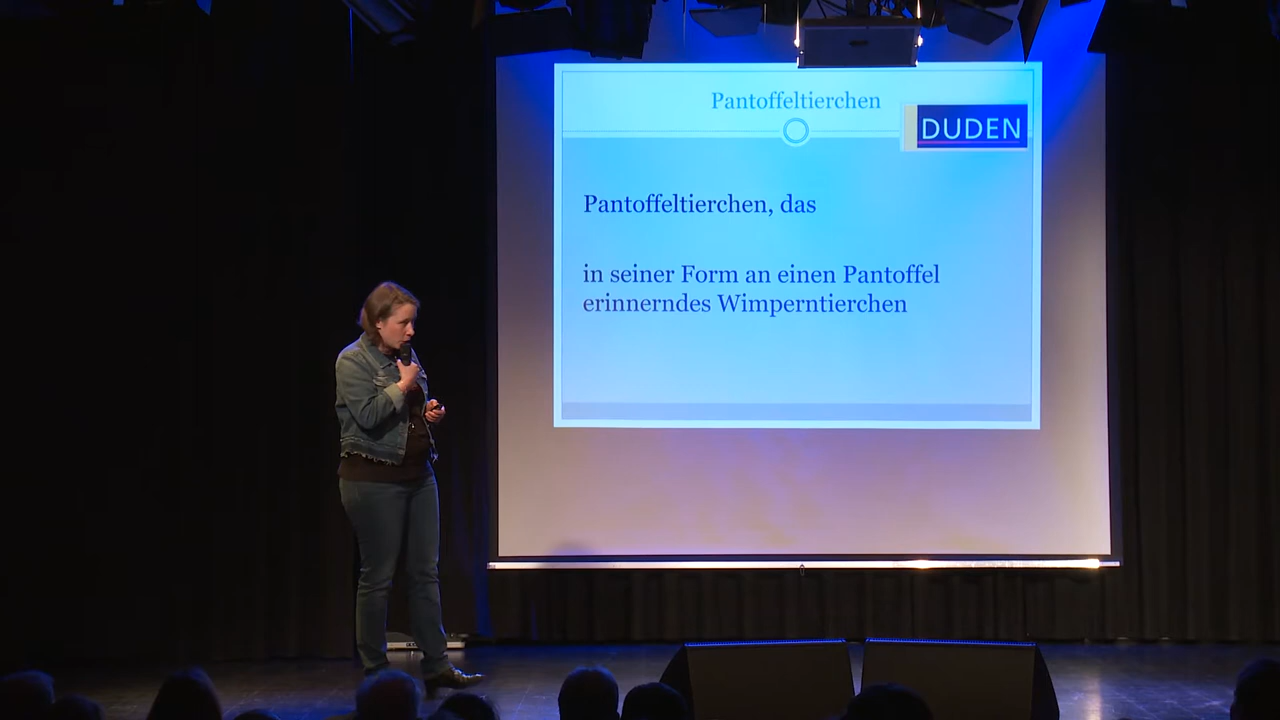 Pantoffeltierchen
DUDEN
Pantoffeltierchen, das
in seiner Form an einen Pantoffel
erinnerndes Wimperntierchen